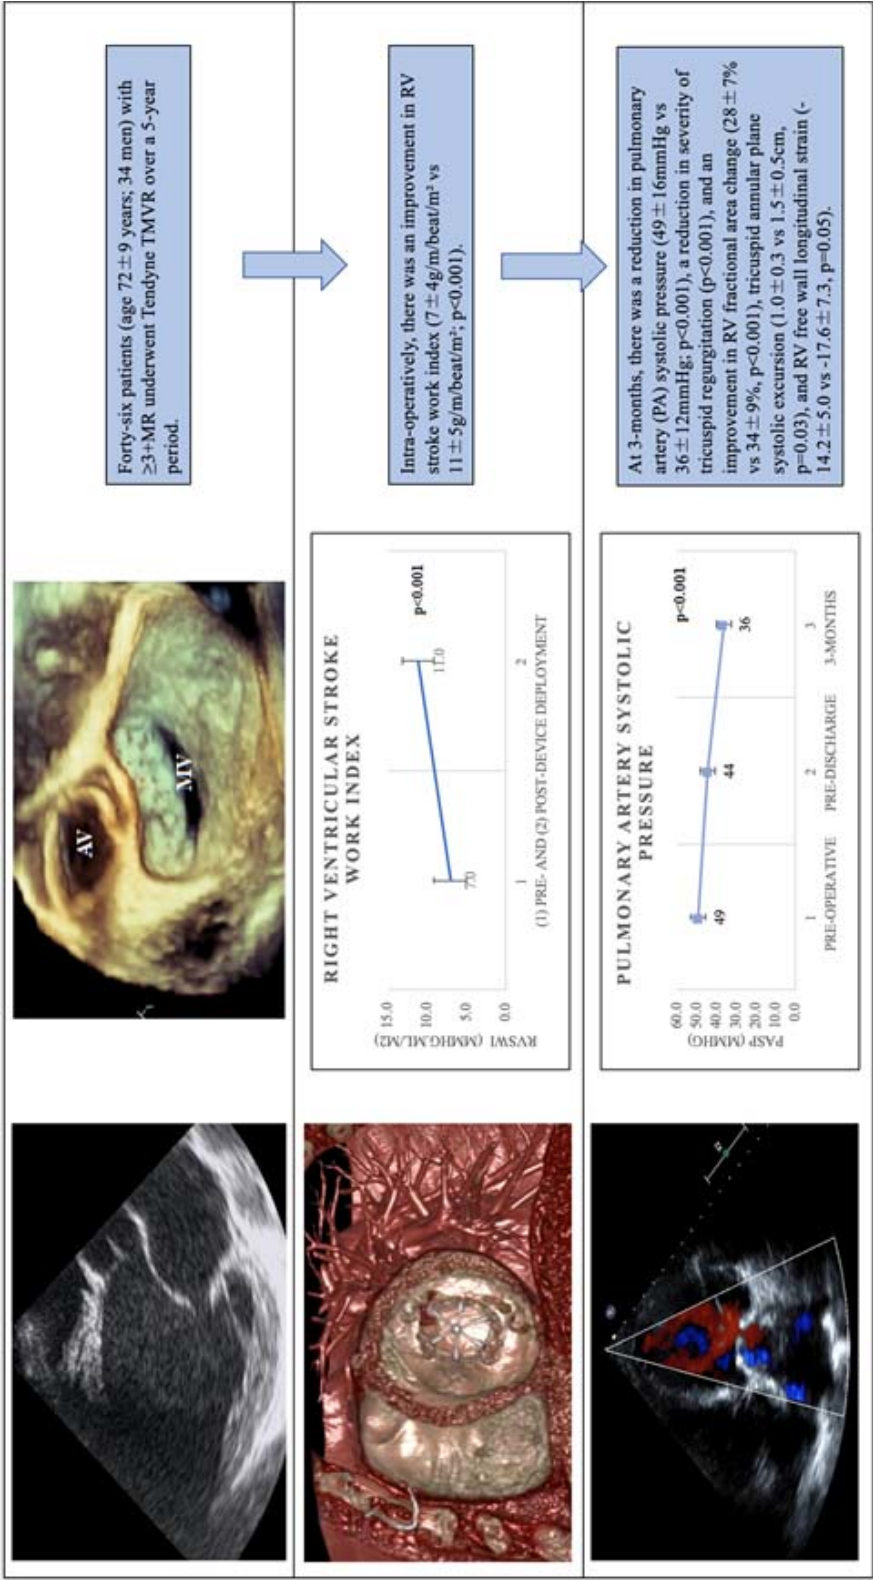 AV
MV
Forty-six patients (age 72±9 years; 34 men) with
≥3+MR underwent Tendyne TMVR over a 5-year
period.
RIGHT VENTRICULAR STROKE
WORK INDEX
RVSWI (MMHG.ML/M2)
15.0
10.0
5.0
0.0
7.0
11.0
p<0.001
1
2
(1) PRE- AND (2) POST-DEVICE DEPLOYMENT
Intra-operatively, there was an improvement in RV
stroke work index (7±4g/m/beat/m² vs
11±5g/m/beat/m²; p<0.001).
PULMONARY ARTERY SYSTOLIC
PRESSURE
PASP (MMHG)
60.0
50.0
40.0
30.0
20.0
10.0
0.0
49
44
36
p<0.001
1
2
3
PRE-OPERATIVE
PRE-DISCHARGE
3-MONTHS
At 3-months, there was a reduction in pulmonary
artery (PA) systolic pressure (49±16mmHg vs
36±12mmHg; p<0.001), a reduction in severity of
tricuspid regurgitation (p<0.001), and an
improvement in RV fractional area change (28±7%
vs 34±9%, p<0.001), tricuspid annular plane
systolic excursion (1.0±0.3 vs 1.5±0.5cm,
p=0.03), and RV free wall longitudinal strain (-
14.2±5.0 vs -17.6±7.3, p=0.05).